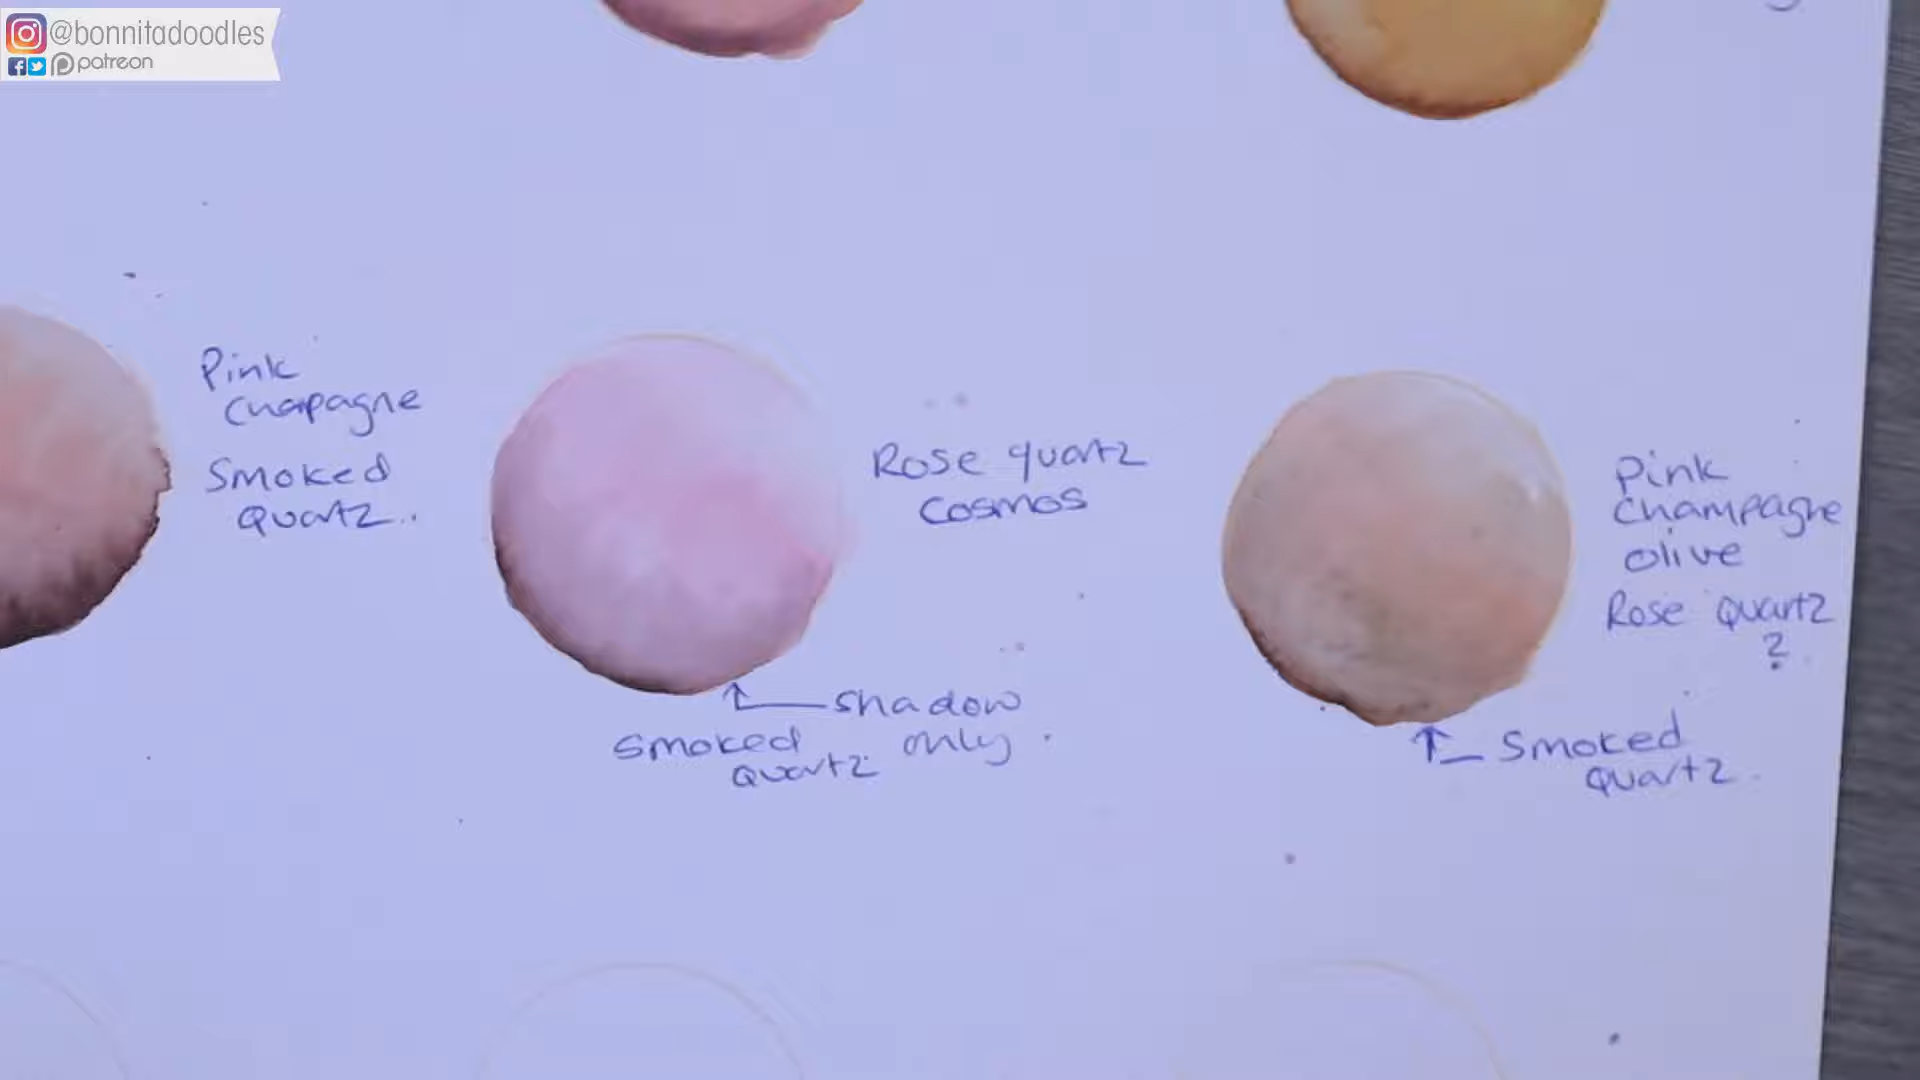 @bonnitadoodles
patreon
Pink
Chapagne
Smoked
Quartz..
Rose quartz
Cosmos
shadow
only.
Smoked
Quartz
Pink
Champagne
olive
Rose Quartz
?
Smoked
Quartz.